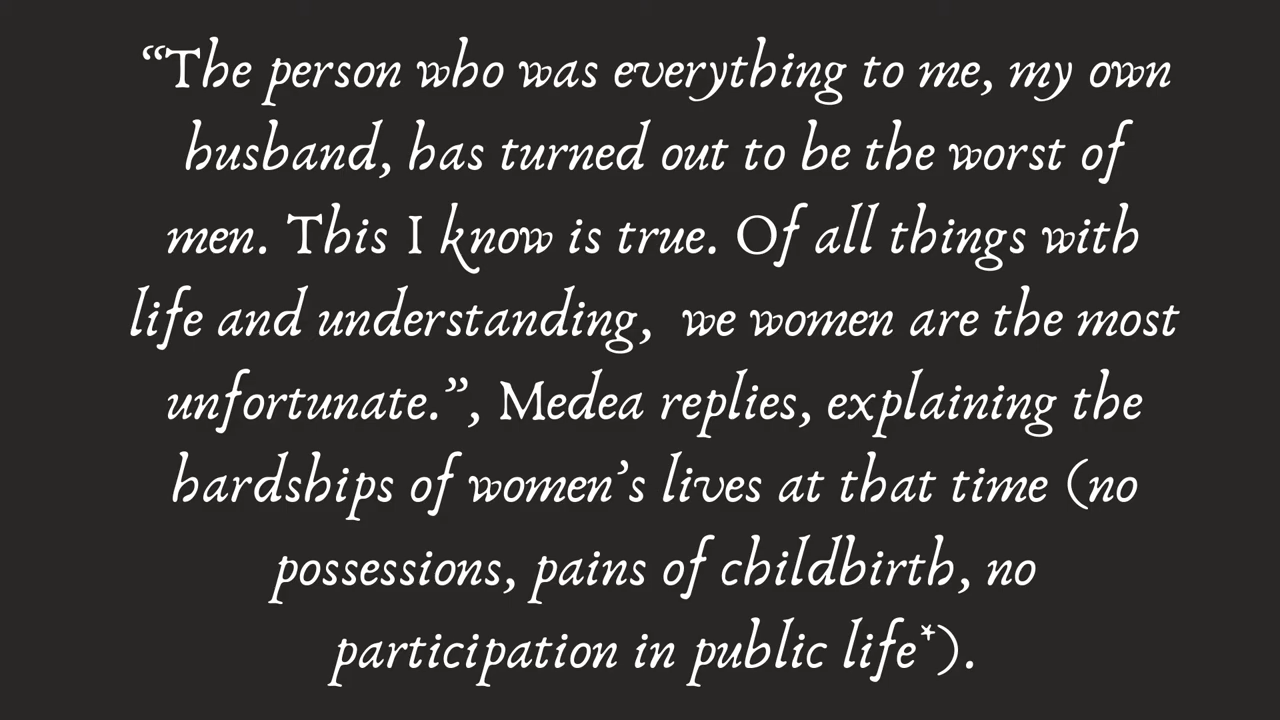 “The person who was everything to me, my own
husband, has turned out to be the worst of
men. This I know is true. Of all things with
life and understanding,  we women are the most
unfortunate.”, Medea replies, explaining the
hardships of women’s lives at that time (no
possessions, pains of childbirth, no
participation in public life*).